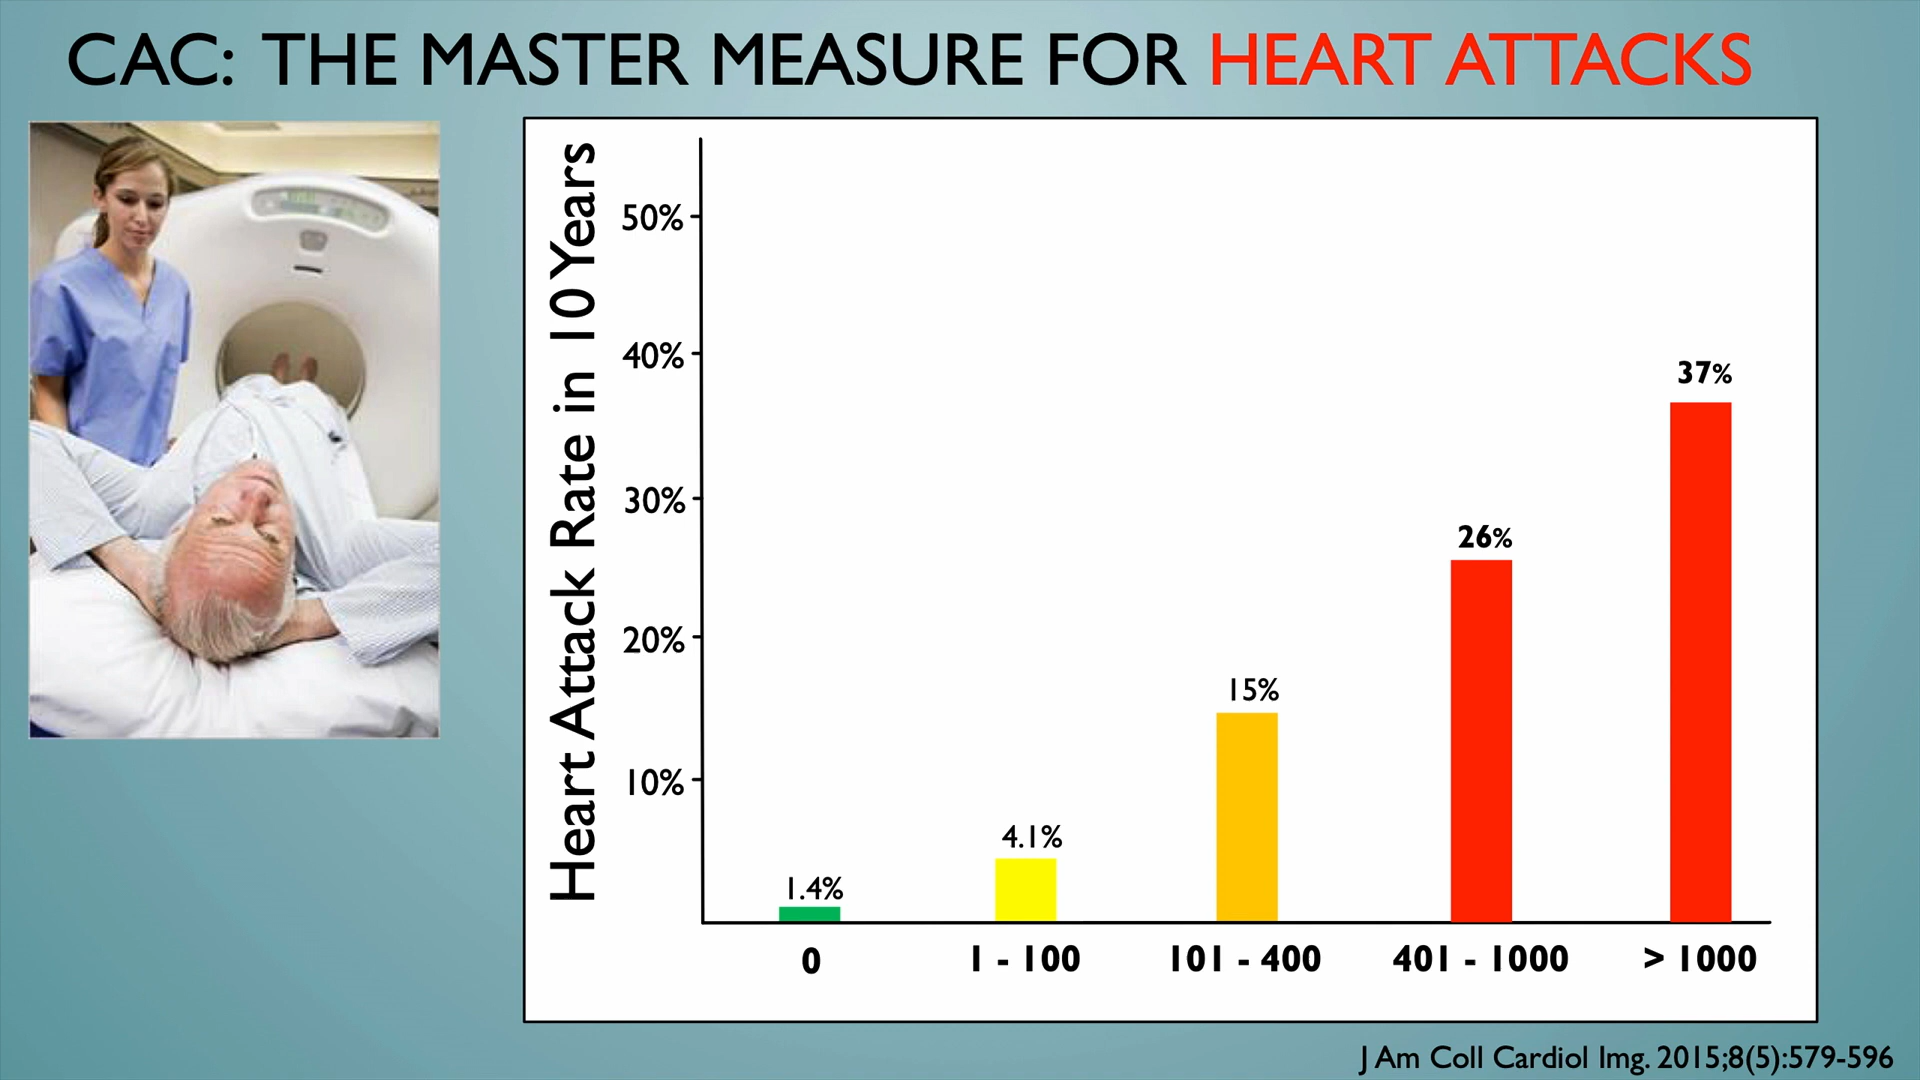 CAC: THE MASTER MEASURE FOR HEART ATTACKS
Heart Attack Rate in 10 Years
50%
40%
30%
20%
10%
1.4%
4.1%
15%
26%
37%
0
1 - 100
101 - 400
401 - 1000
> 1000
J Am Coll Cardiol Img. 2015;8(5):579-596